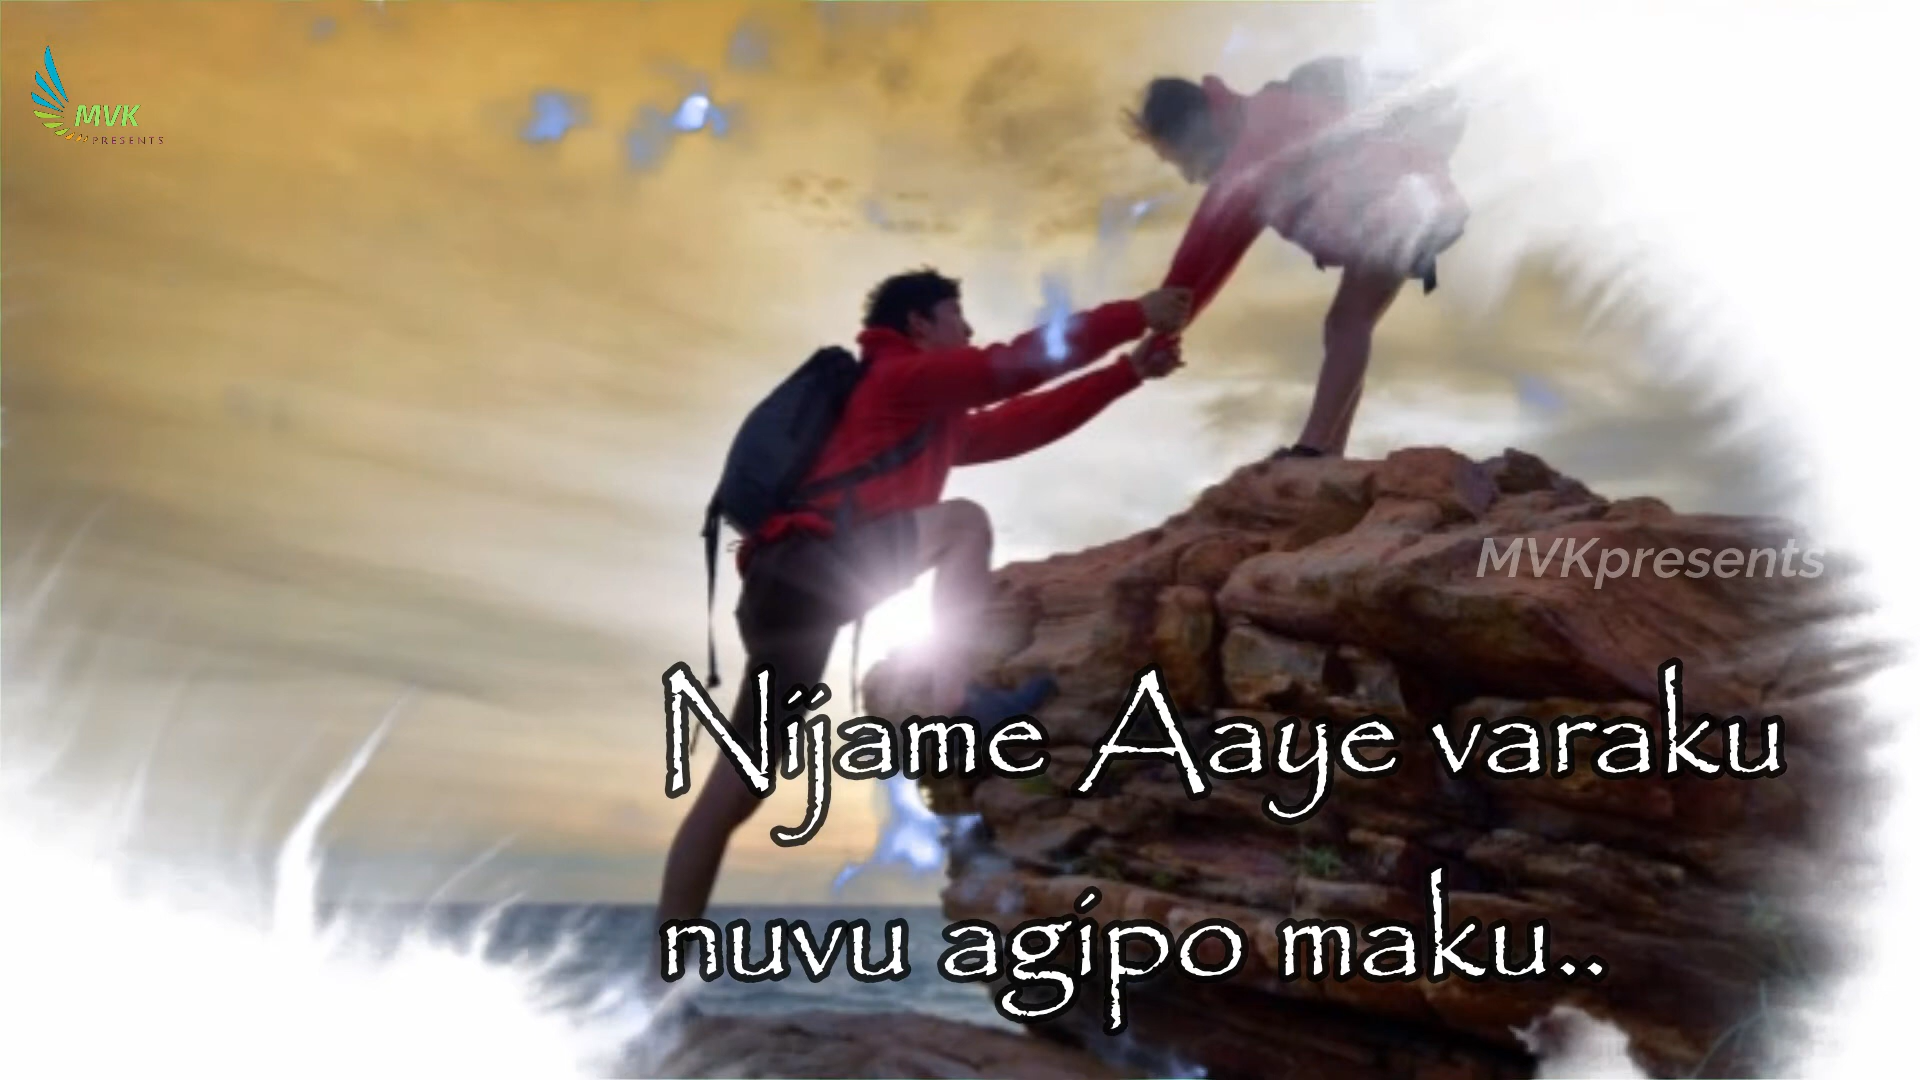 MVK
PRESENTS
MVKpresents
Nijame Aaye varaku
nuvu agipo maku..